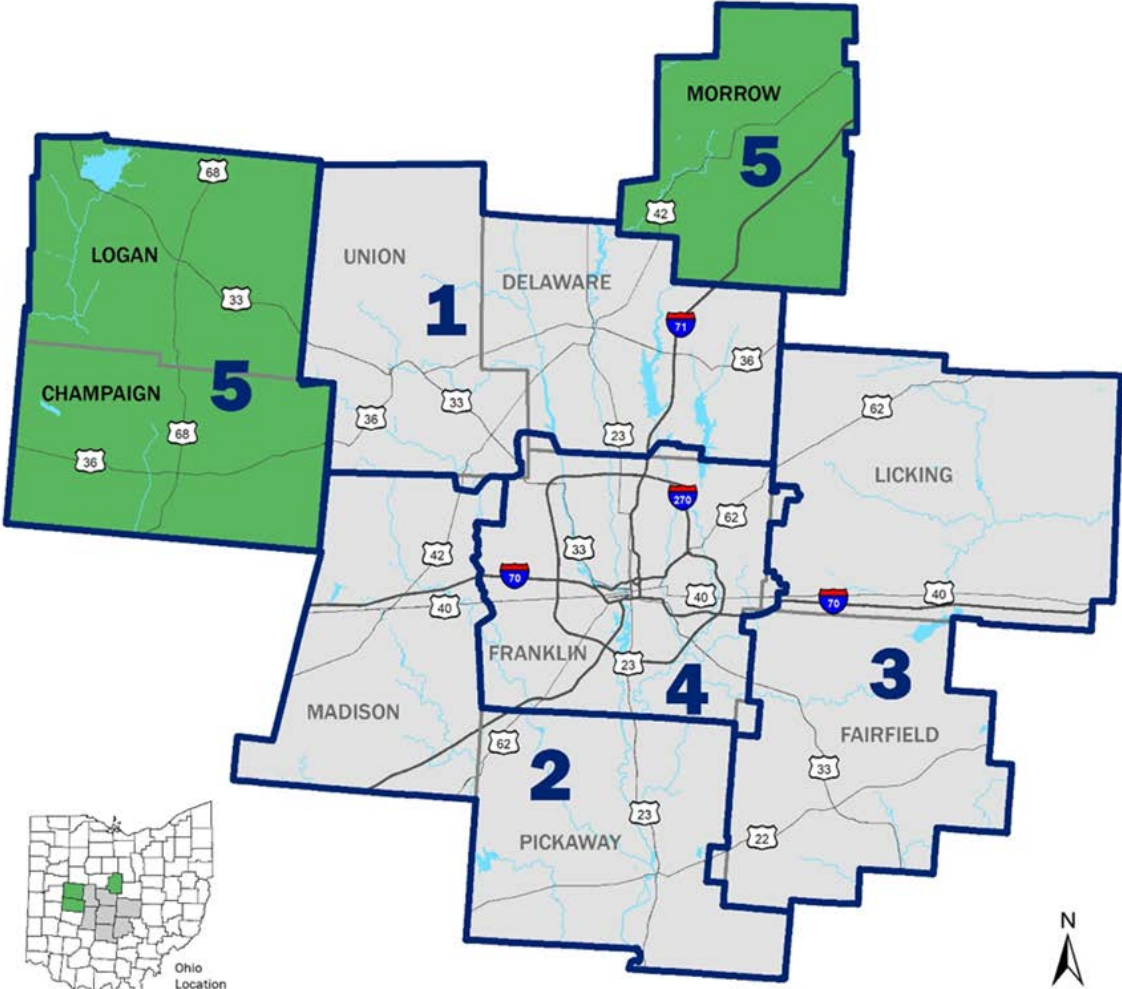 MORROW
5
42
68
LOGAN
33
UNION
1
DELAWARE
71
36
CHAMPAIGN
5
68
36
36
33
23
62
LICKING
270
62
42
33
70
40
40
70
40
FRANKLIN
23
4
3
MADISON
FAIRFIELD
62
2
33
23
22
PICKAWAY
N
Ohio
Location